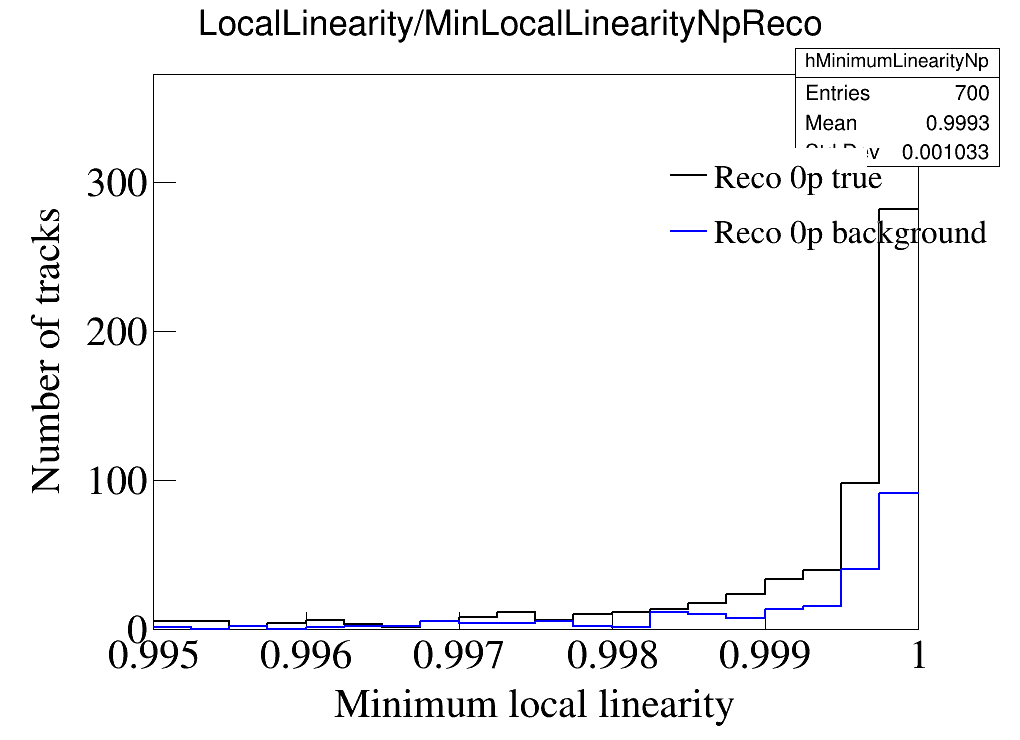 LocalLinearity/MinLocalLinearityNpReco
hMinimumLinearityNp
Entries 700
Mean 0.9993
0.001033
Reco 0p true
Reco 0p background
300
200
100
0
Number of tracks
0.995 0.996 0.997 0.998 0.999 1
Minimum local linearity